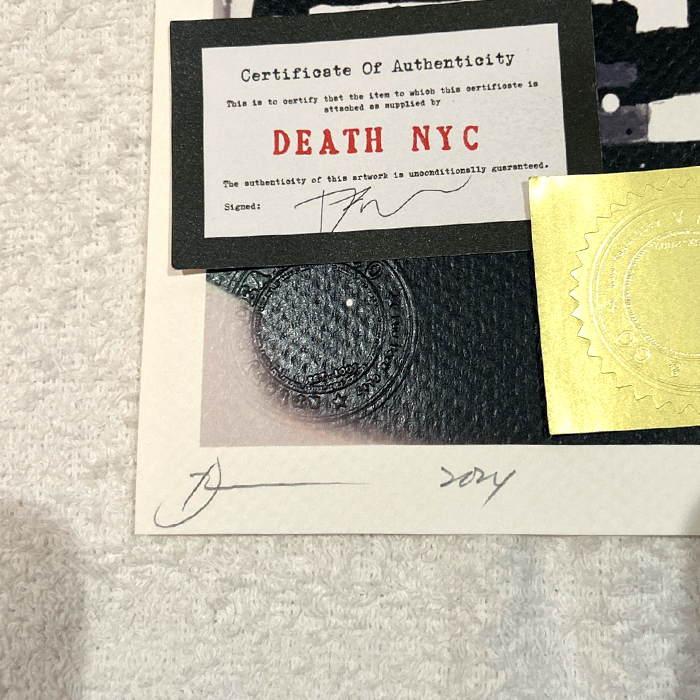 Certificate Of Authenticity
This is to certify that the item to which this certificate is
attached as supplied by
DEATH NYC
The authenticity of this artwork is unconditionally guaranteed.
Signed:
2024